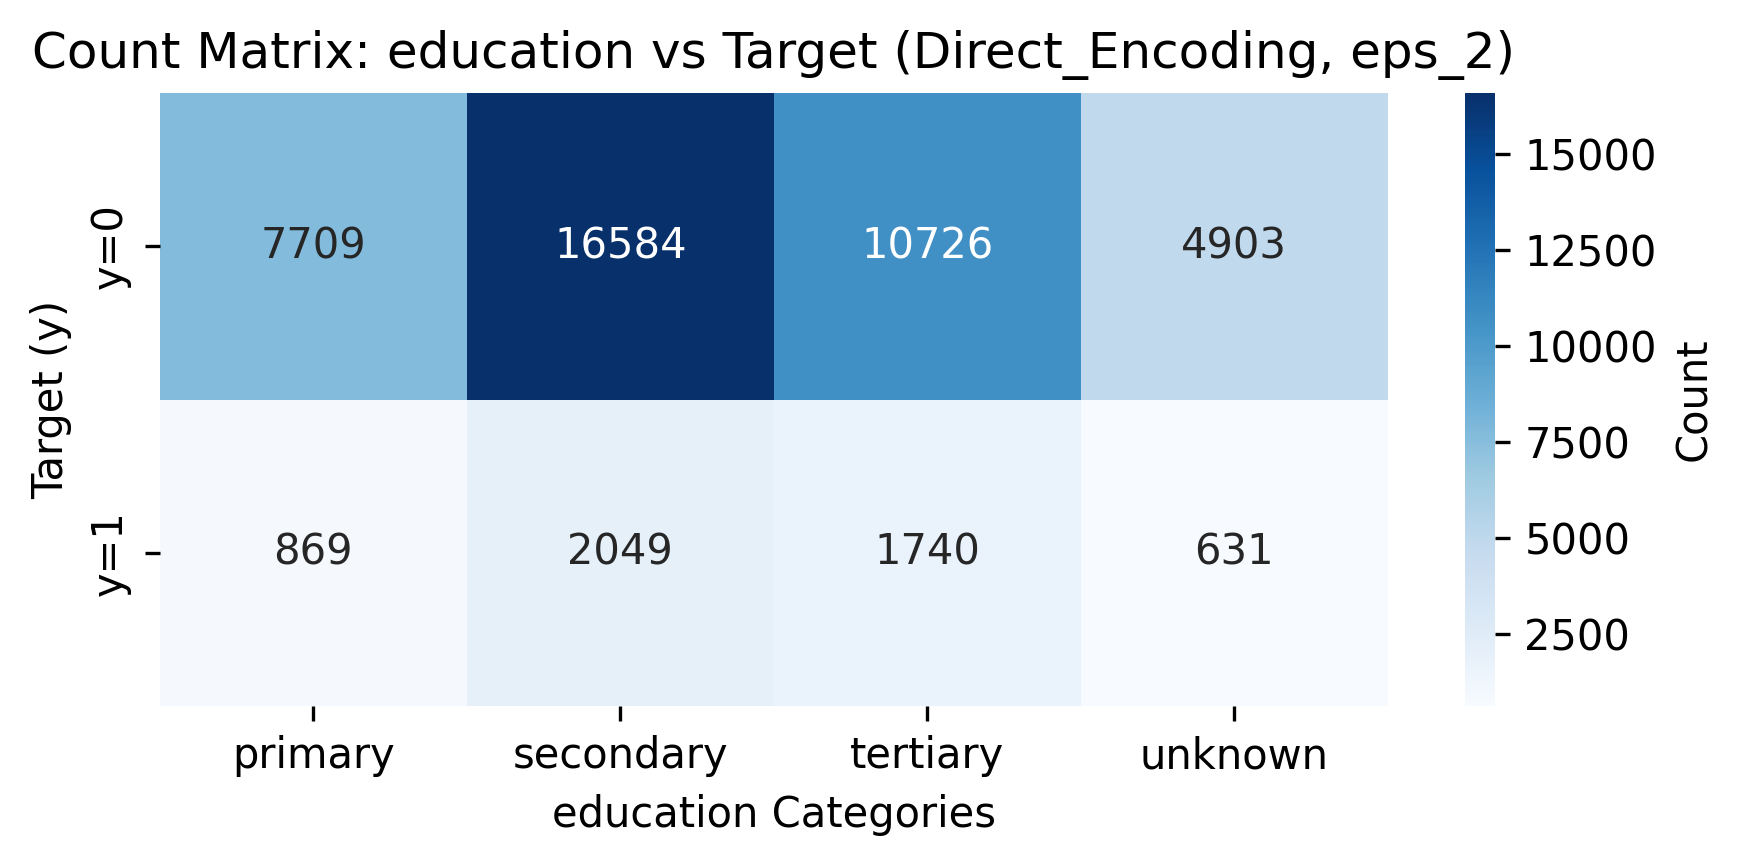 Count Matrix: education vs Target (Direct_Encoding, eps_2)
Target (y)
y=0
7709 16584 10726 4903
y=1
869 2049 1740 631
primary secondary tertiary unknown
education Categories
15000
12500
10000
7500
5000
2500
Count